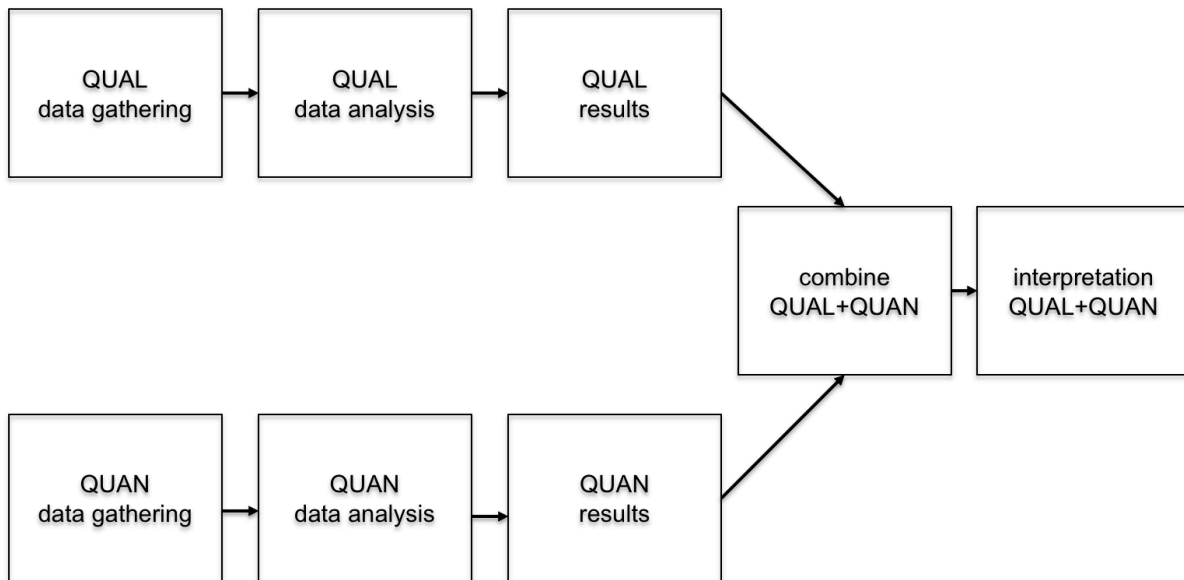 QUAL
data gathering
QUAL
data analysis
QUAL
results
combine
QUAL+QUAN
interpretation
QUAL+QUAN
QUAN
data gathering
QUAN
data analysis
QUAN
results